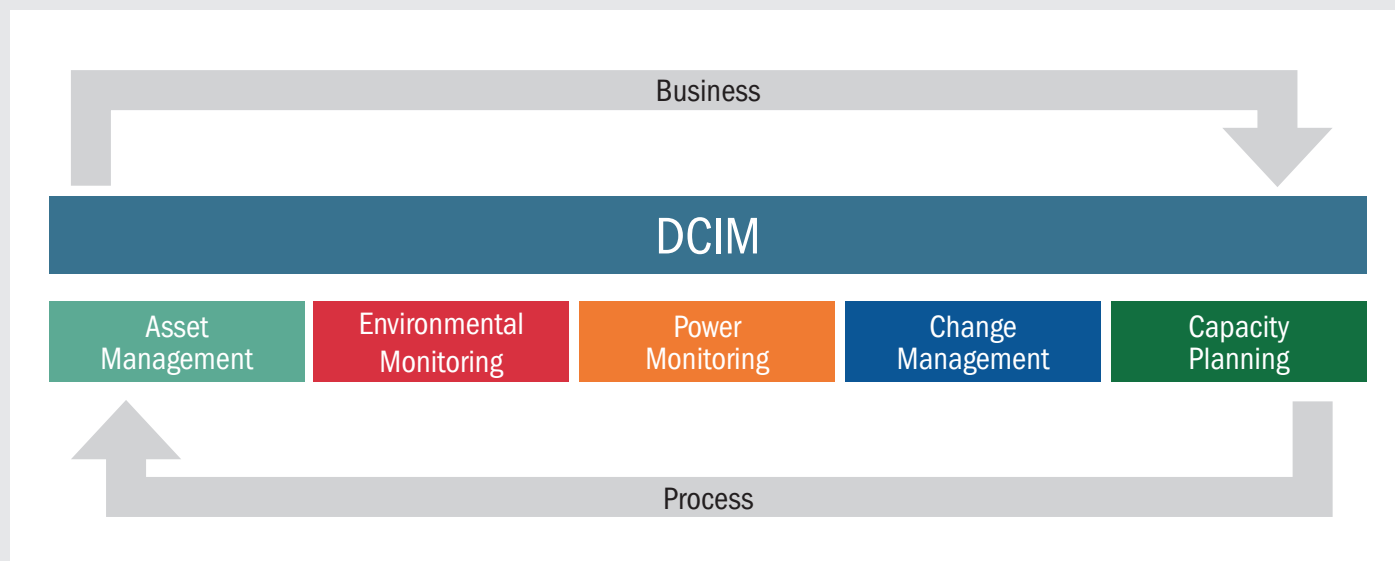 Business
DCIM
Asset
Management
Environmental
Monitoring
Power
Monitoring
Change
Management
Capacity
Planning
Process